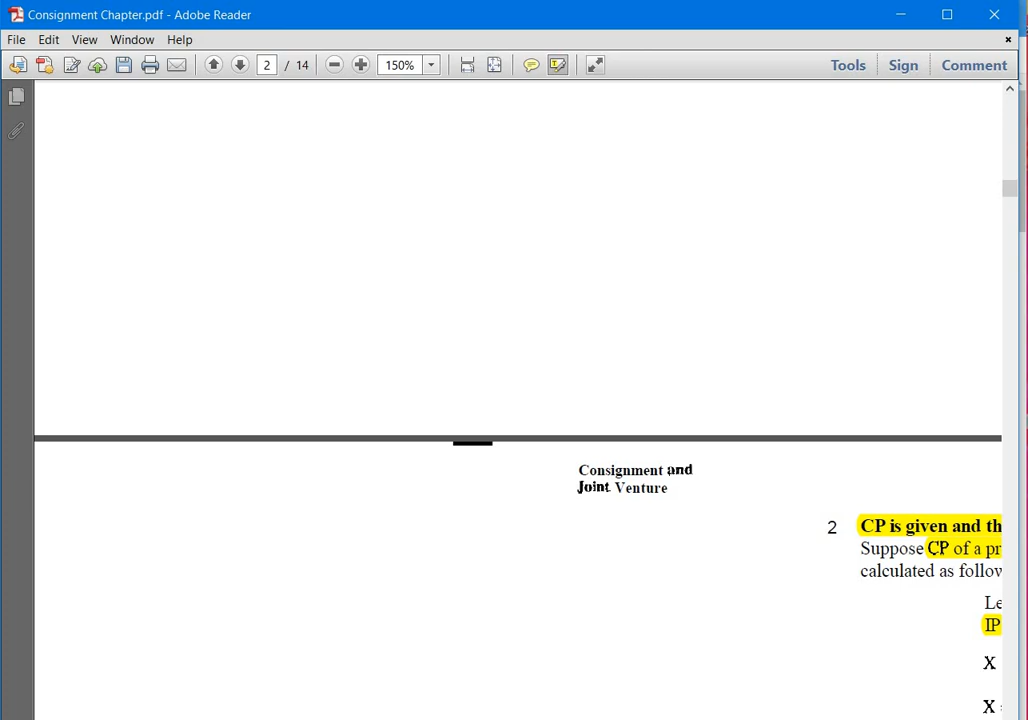 Consignment Chapter.pdf - Adobe Reader
File Edit View Window Help
2 / 14 150% Tools Sign Comment
Consignment and
Joint Venture
2 CP is given and th
Suppose CP of a pr
calculated as follow
Le
IP
X
X =